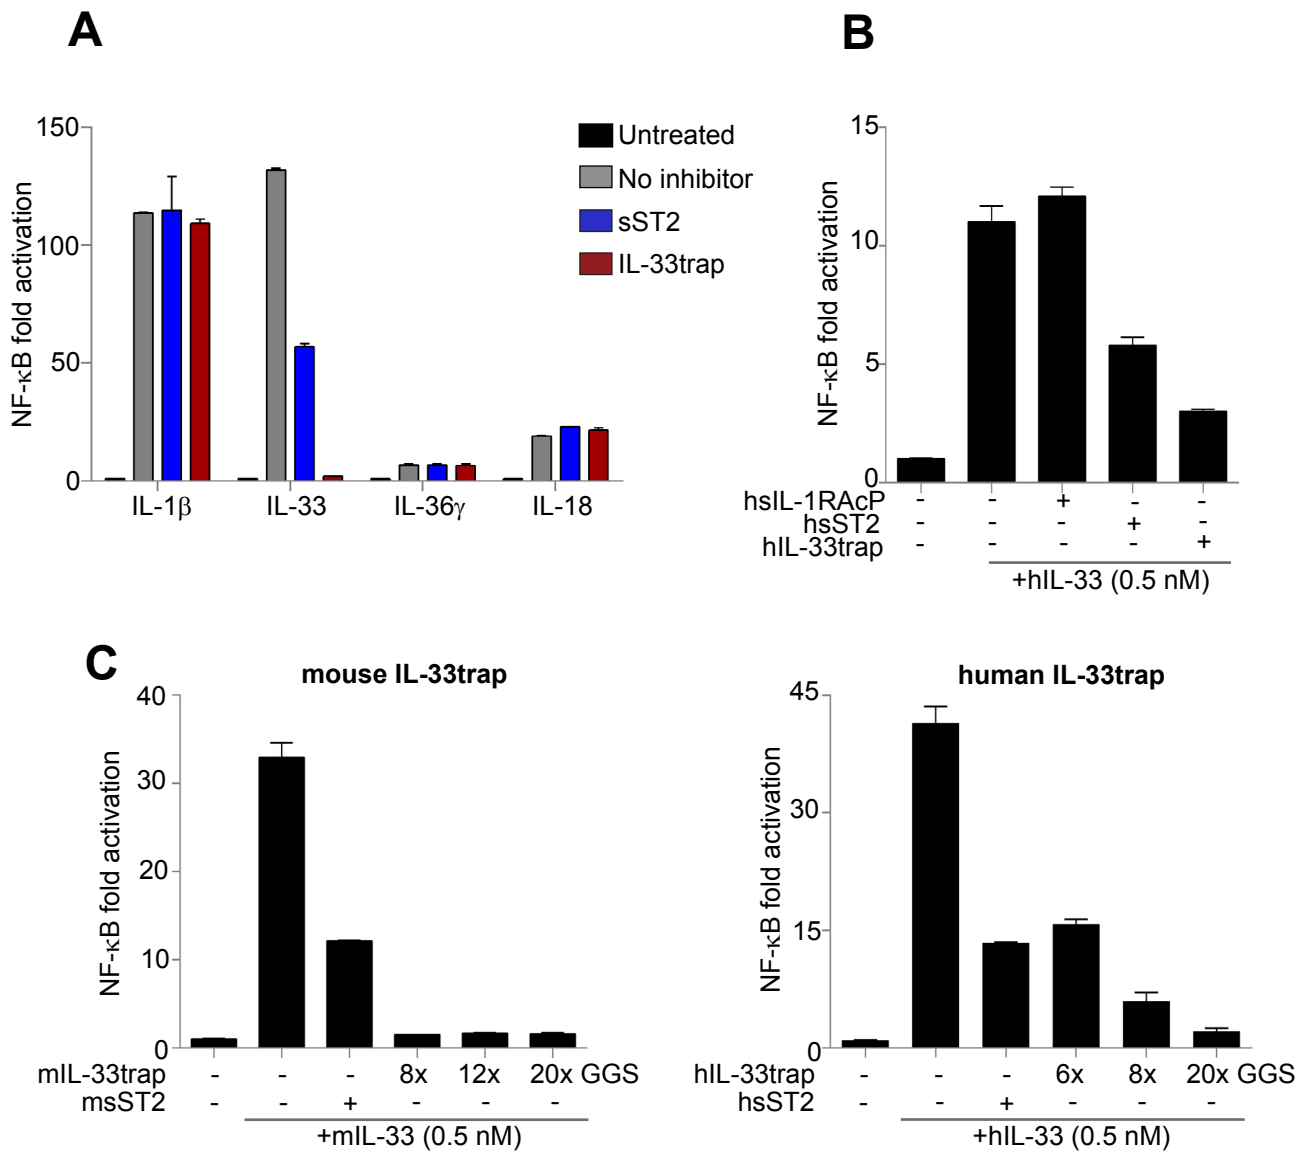 A
NF-κB fold activation
150
100
50
0
IL-1β IL-33 IL-36γ IL-18
Untreated
No inhibitor
sST2
IL-33trap
B
NF-κB fold activation
15
10
5
0
hsIL-1RAcP - - + - -
hsST2 - - - + -
hIL-33trap - - - - +
+hIL-33 (0.5 nM)
C
mouse IL-33trap
NF-κB fold activation
40
30
20
10
0
mIL-33trap - - - 8x 12x 20x GGS
msST2 - - + - - -
+mIL-33 (0.5 nM)
human IL-33trap
NF-κB fold activation
45
30
15
0
hIL-33trap - - - 6x 8x 20x GGS
hsST2 - - + - - -
+hIL-33 (0.5 nM)